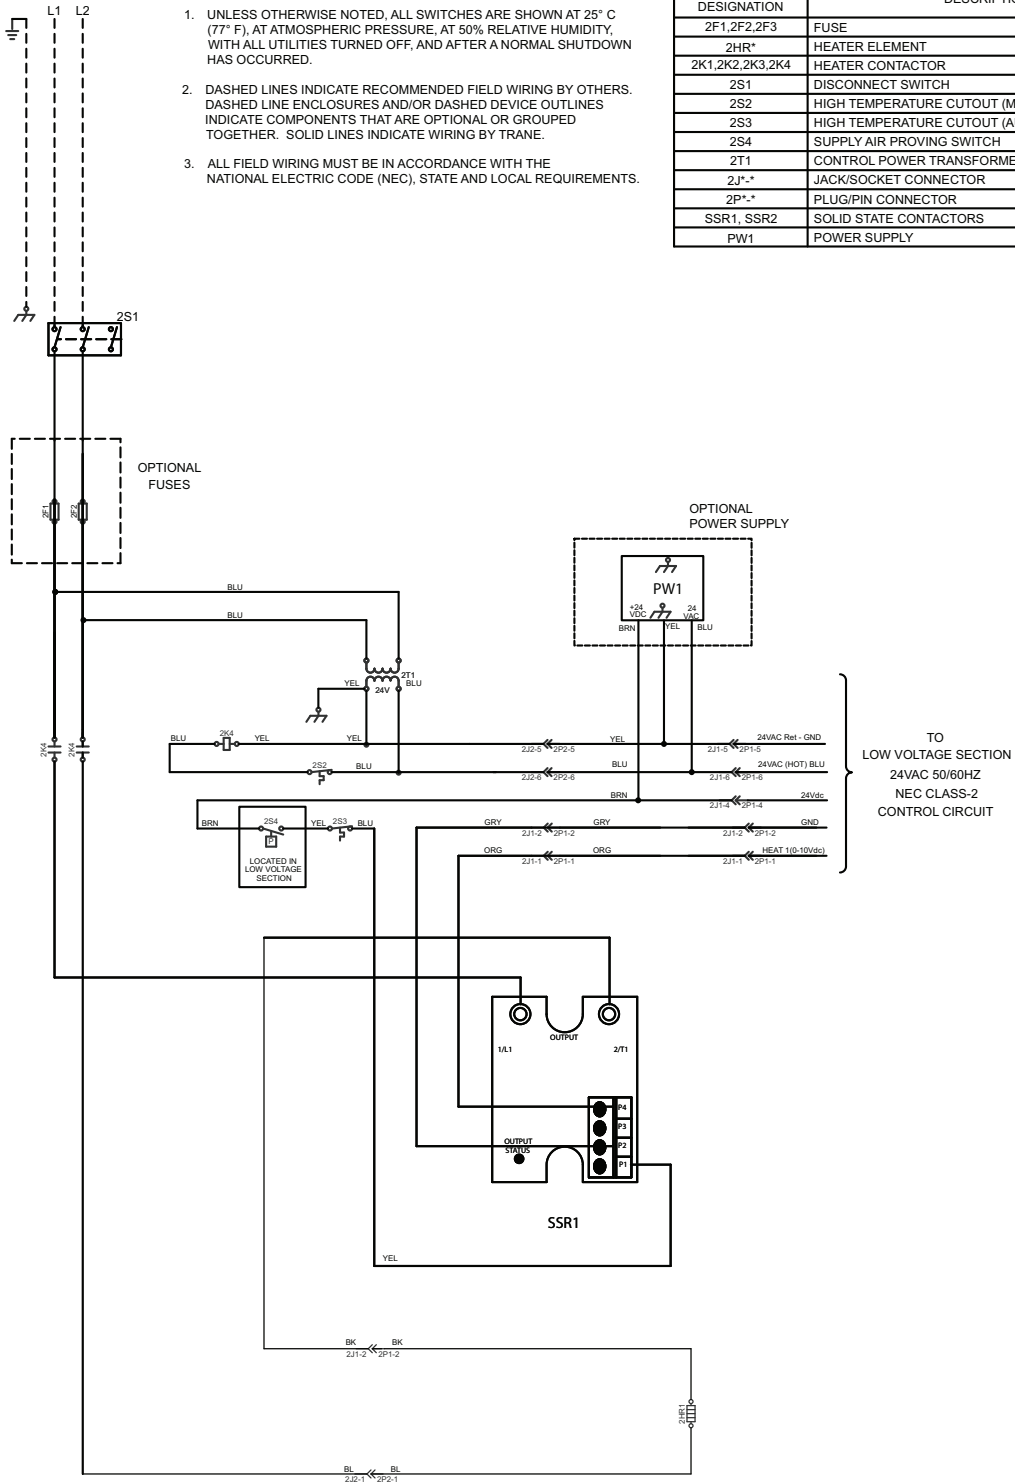 L1 L2
1. UNLESS OTHERWISE NOTED, ALL SWITCHES ARE SHOWN AT 25° C
(77° F), AT ATMOSPHERIC PRESSURE, AT 50% RELATIVE HUMIDITY,
WITH ALL UTILITIES TURNED OFF, AND AFTER A NORMAL SHUTDOWN
HAS OCCURRED.
2. DASHED LINES INDICATE RECOMMENDED FIELD WIRING BY OTHERS.
DASHED LINE ENCLOSURES AND/OR DASHED DEVICE OUTLINES
INDICATE COMPONENTS THAT ARE OPTIONAL OR GROUPED
TOGETHER. SOLID LINES INDICATE WIRING BY TRANE.
3. ALL FIELD WIRING MUST BE IN ACCORDANCE WITH THE
NATIONAL ELECTRIC CODE (NEC), STATE AND LOCAL REQUIREMENTS.
DESIGNATION
2F1,2F2,2F3 FUSE
2HR* HEATER ELEMENT
2K1,2K2,2K3,2K4 HEATER CONTACTOR
2S1 DISCONNECT SWITCH
2S2 HIGH TEMPERATURE CUTOUT
2S3 HIGH TEMPERATURE CUTOUT
2S4 SUPPLY AIR PROVING SWITCH
2T1 CONTROL POWER
2J*-* JACK/SOCKET CONNECTOR
2P*-* PLUG/PIN CONNECTOR
SSR1, SSR2 SOLID STATE CONTACTORS
PW1 POWER SUPPLY
2S1
OPTIONAL
FUSES
2F1 2F2
OPTIONAL
POWER SUPPLY
PW1
+24
VDC
24
VAC
BRN YEL BLU
BLU
BLU
2T1
YEL BLU
24V
2K4 2K4
BLU 2K4 YEL YEL YEL 24VAC Ret - GND
2J2-5 2P2-5 2J1-5 2P1-5
2S2 BLU BLU 24VAC (HOT) BLU
2J2-6 2P2-6 2J1-6 2P1-6
BRN 24Vdc
2J1-4 2P1-4
BRN 2S4 YEL 2S3 BLU
P
LOCATED IN
LOW VOLTAGE
SECTION
GRY GRY GND
2J1-2 2P1-2 2J1-2 2P1-2
ORG ORG HEAT 1(0-10Vdc)
2J1-1 2P1-1 2J1-1 2P1-1
TO
LOW VOLTAGE SECTION
24VAC 50/60HZ
NEC CLASS-2
CONTROL CIRCUIT
OUTPUT
1/L1 2/T1
P4
P3
P2
P1
OUTPUT
STATUS
SSR1
YEL
BK BK
2J1-2 2P1-2
2HR1
BL BL
2J2-1 2P2-1